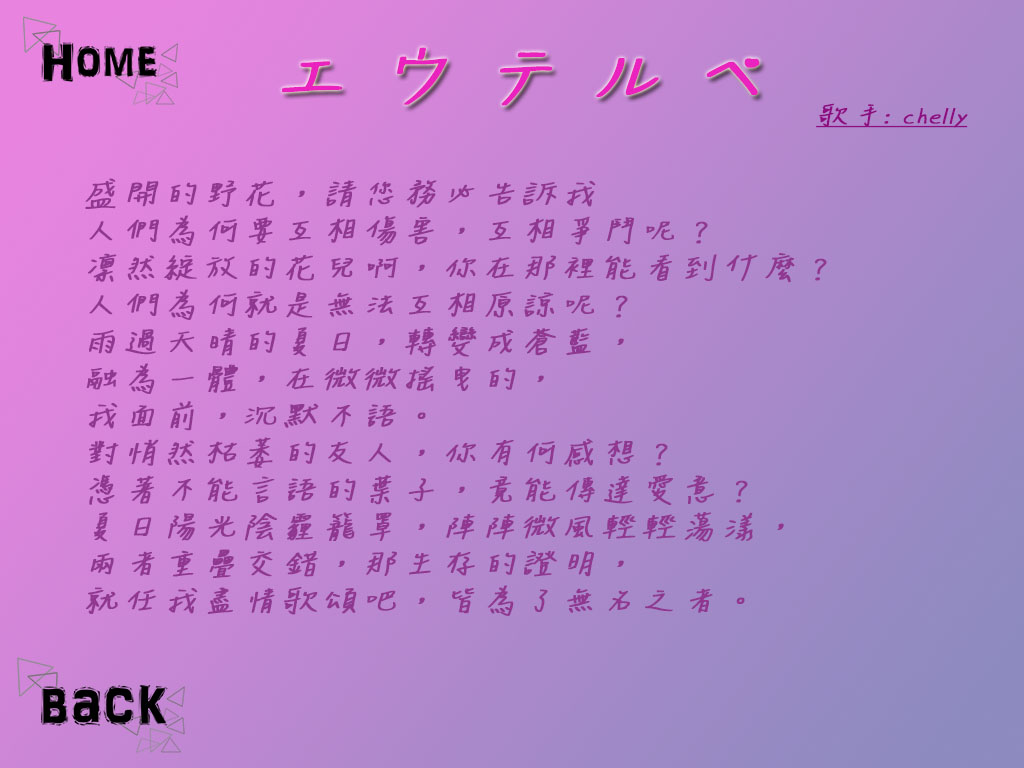 HOME
エウテルペ
歌手: chelly
盛開的野花，請您務必告訴我
人們為何要互相傷害，互相爭鬥呢？
凜然綻放的花兒啊，你在那裡能看到什麼？
人們為何就是無法互相原諒呢？
雨過天晴的夏日，轉變成蒼藍，
融為一體，在微微搖曳的，
我面前，沉默不語。
對悄然枯萎的友人，你有何感想？
憑著不能言語的葉子，竟能傳達愛意？
夏日陽光陰霾籠罩，陣陣微風輕輕蕩漾，
兩者重疊交錯，那生存的證明，
就任我盡情歌頌吧，皆為了無名之者。
BaCK